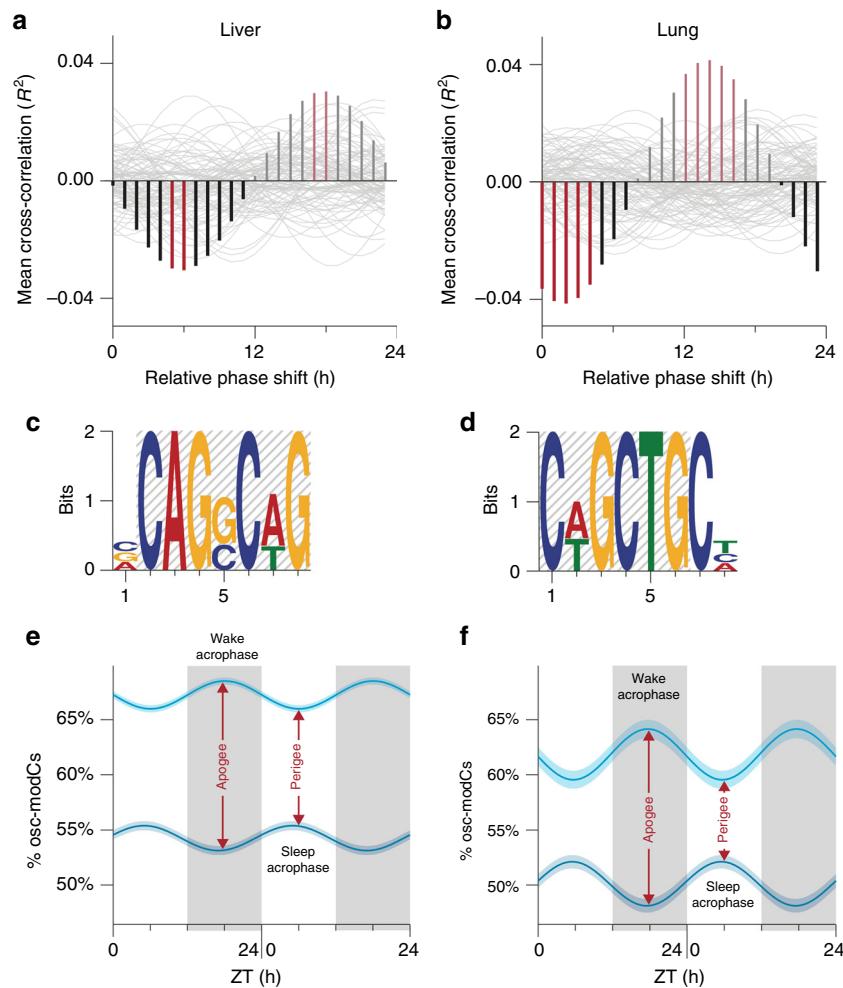 a
Liver
Mean cross-correlation (R²)
0.04
0.00
−0.04
0
12
24
Relative phase shift (h)
b
Lung
Mean cross-correlation (R²)
0.04
0.00
−0.04
0
12
24
Relative phase shift (h)
c
Bits
2
1
0
C
G
A
C
A
G
G
C
C
A
T
G
1
5
d
Bits
2
1
0
C
A
T
G
C
T
G
C
T
C
A
1
5
e
Wake
acrophase
% osc-modCs
65%
60%
55%
50%
Apogee
Perigee
Sleep
acrophase
0
24|0
24
ZT (h)
f
Wake
acrophase
% osc-modCs
65%
60%
55%
50%
Apogee
Perigee
Sleep
acrophase
0
24|0
24
ZT (h)